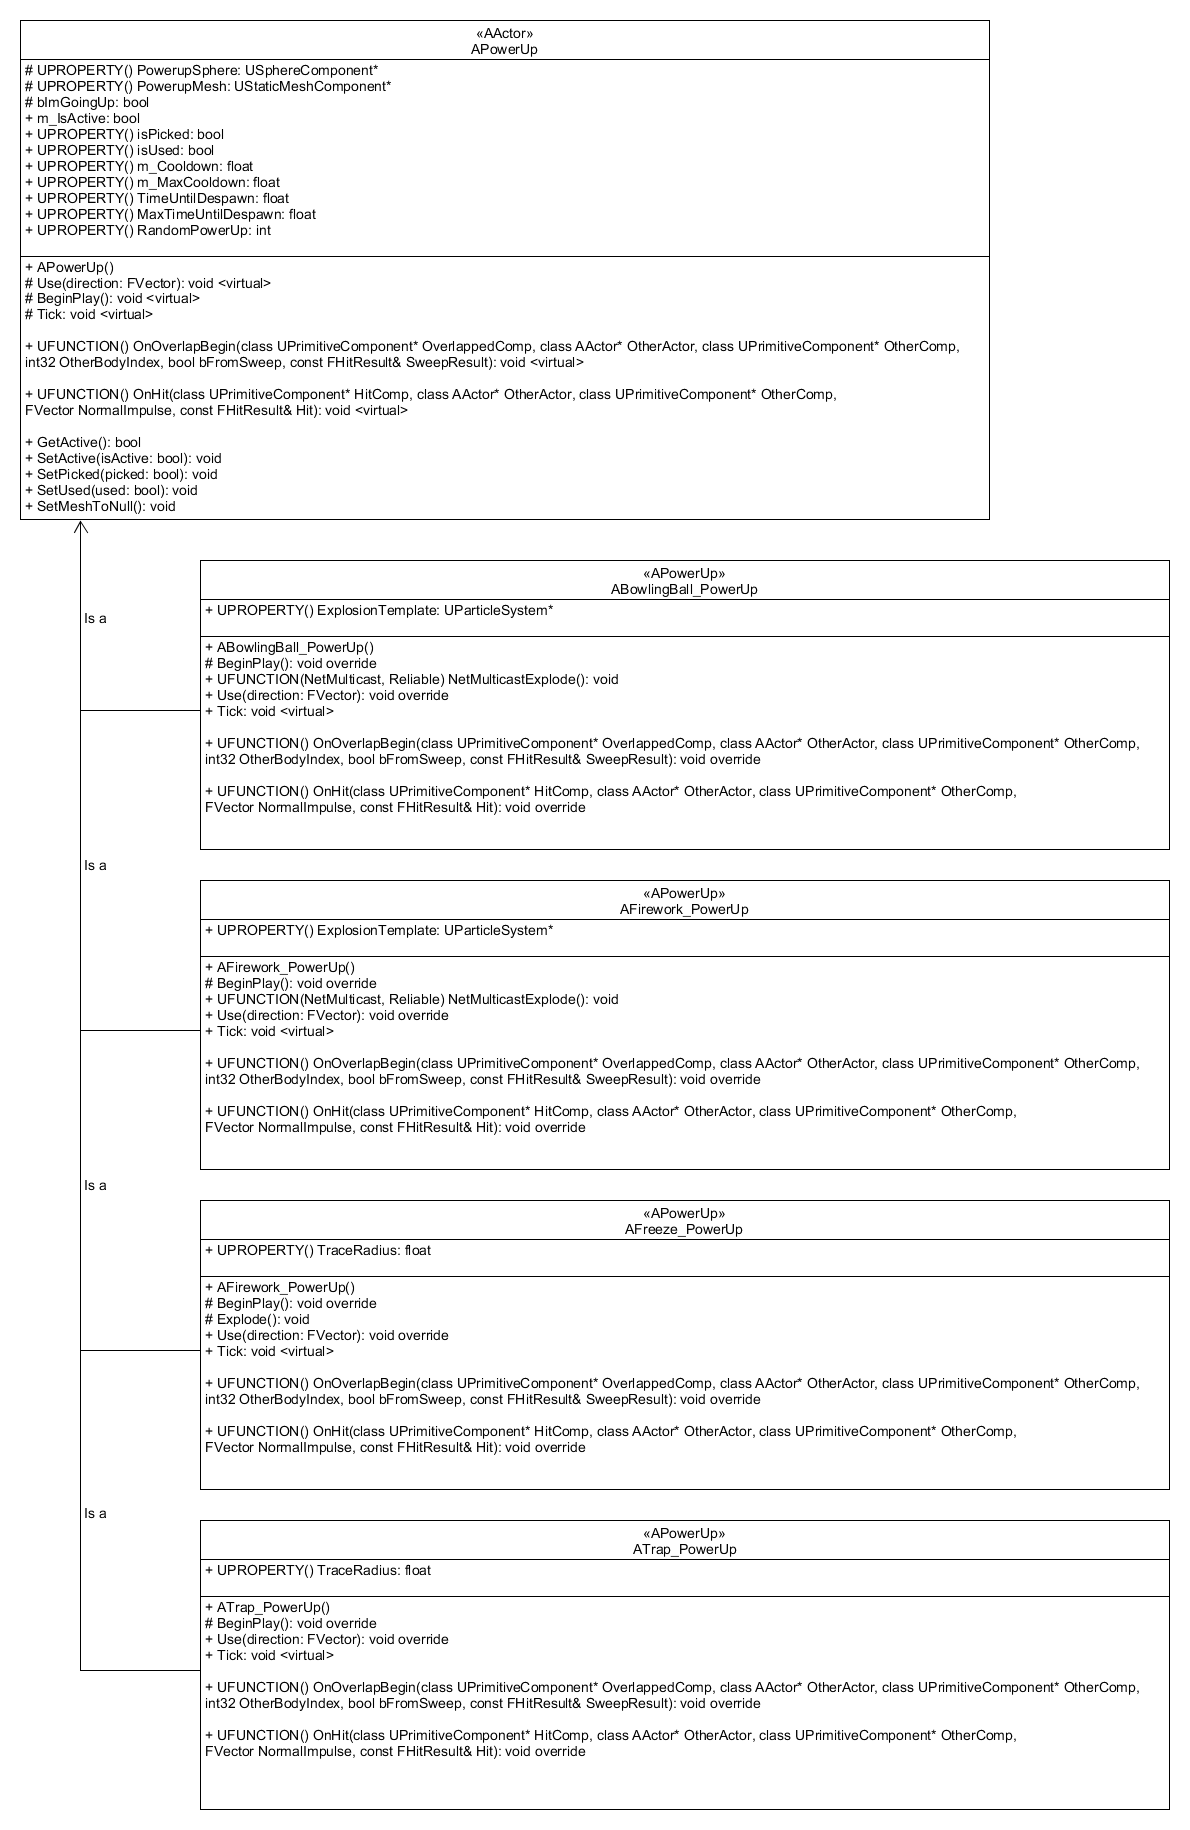 «AActor»
APowerUp
# UPROPERTY() PowerupSphere: USphereComponent*
# UPROPERTY() PowerupMesh: UStaticMeshComponent*
# bImGoingUp: bool
+ m_IsActive: bool
+ UPROPERTY() isPicked: bool
+ UPROPERTY() isUsed: bool
+ UPROPERTY() m_Cooldown: float
+ UPROPERTY() m_MaxCooldown: float
+ UPROPERTY() TimeUntilDespawn: float
+ UPROPERTY() MaxTimeUntilDespawn: float
+ UPROPERTY() RandomPowerUp: int
+ APowerUp()
# Use(direction: FVector): void <virtual>
# BeginPlay(): void <virtual>
# Tick: void <virtual>
+ UFUNCTION() OnOverlapBegin(class UPrimitiveComponent* OverlappedComp, class AActor* OtherActor, class UPrimitiveComponent* OtherComp,
int32 OtherBodyIndex, bool bFromSweep, const FHitResult& SweepResult): void <virtual>
+ UFUNCTION() OnHit(class UPrimitiveComponent* HitComp, class AActor* OtherActor, class UPrimitiveComponent* OtherComp,
FVector NormalImpulse, const FHitResult& Hit): void <virtual>
+ GetActive(): bool
+ SetActive(isActive: bool): void
+ SetPicked(picked: bool): void
+ SetUsed(used: bool): void
+ SetMeshToNull(): void
Is a
«APowerUp»
ABowlingBall_PowerUp
+ UPROPERTY() ExplosionTemplate: UParticleSystem*
+ ABowlingBall_PowerUp()
# BeginPlay(): void override
+ UFUNCTION(NetMulticast, Reliable) NetMulticastExplode(): void
+ Use(direction: FVector): void override
+ Tick: void <virtual>
+ UFUNCTION() OnOverlapBegin(class UPrimitiveComponent* OverlappedComp, class AActor* OtherActor, class UPrimitiveComponent* OtherComp,
int32 OtherBodyIndex, bool bFromSweep, const FHitResult& SweepResult): void override
+ UFUNCTION() OnHit(class UPrimitiveComponent* HitComp, class AActor* OtherActor, class UPrimitiveComponent* OtherComp,
FVector NormalImpulse, const FHitResult& Hit): void override
Is a
«APowerUp»
AFirework_PowerUp
+ UPROPERTY() ExplosionTemplate: UParticleSystem*
+ AFirework_PowerUp()
# BeginPlay(): void override
+ UFUNCTION(NetMulticast, Reliable) NetMulticastExplode(): void
+ Use(direction: FVector): void override
+ Tick: void <virtual>
+ UFUNCTION() OnOverlapBegin(class UPrimitiveComponent* OverlappedComp, class AActor* OtherActor, class UPrimitiveComponent* OtherComp,
int32 OtherBodyIndex, bool bFromSweep, const FHitResult& SweepResult): void override
+ UFUNCTION() OnHit(class UPrimitiveComponent* HitComp, class AActor* OtherActor, class UPrimitiveComponent* OtherComp,
FVector NormalImpulse, const FHitResult& Hit): void override
Is a
«APowerUp»
AFreeze_PowerUp
+ UPROPERTY() TraceRadius: float
+ AFirework_PowerUp()
# BeginPlay(): void override
# Explode(): void
+ Use(direction: FVector): void override
+ Tick: void <virtual>
+ UFUNCTION() OnOverlapBegin(class UPrimitiveComponent* OverlappedComp, class AActor* OtherActor, class UPrimitiveComponent* OtherComp,
int32 OtherBodyIndex, bool bFromSweep, const FHitResult& SweepResult): void override
+ UFUNCTION() OnHit(class UPrimitiveComponent* HitComp, class AActor* OtherActor, class UPrimitiveComponent* OtherComp,
FVector NormalImpulse, const FHitResult& Hit): void override
Is a
«APowerUp»
ATrap_PowerUp
+ UPROPERTY() TraceRadius: float
+ ATrap_PowerUp()
# BeginPlay(): void override
+ Use(direction: FVector): void override
+ Tick: void <virtual>
+ UFUNCTION() OnOverlapBegin(class UPrimitiveComponent* OverlappedComp, class AActor* OtherActor, class UPrimitiveComponent* OtherComp,
int32 OtherBodyIndex, bool bFromSweep, const FHitResult& SweepResult): void override
+ UFUNCTION() OnHit(class UPrimitiveComponent* HitComp, class AActor* OtherActor, class UPrimitiveComponent* OtherComp,
FVector NormalImpulse, const FHitResult& Hit): void override